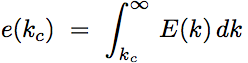 e(k_c) = ∫_{k_c}^{∞} E(k) dk